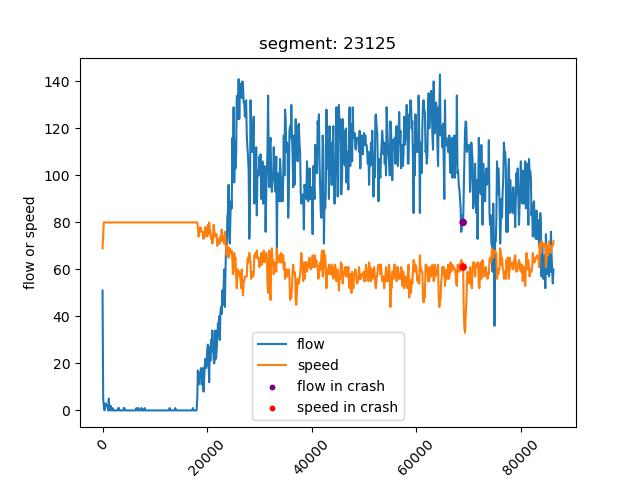 segment: 23125
140
120
100
80
60
40
20
0
flow or speed
flow
speed
flow in crash
speed in crash
0
20000
40000
60000
80000